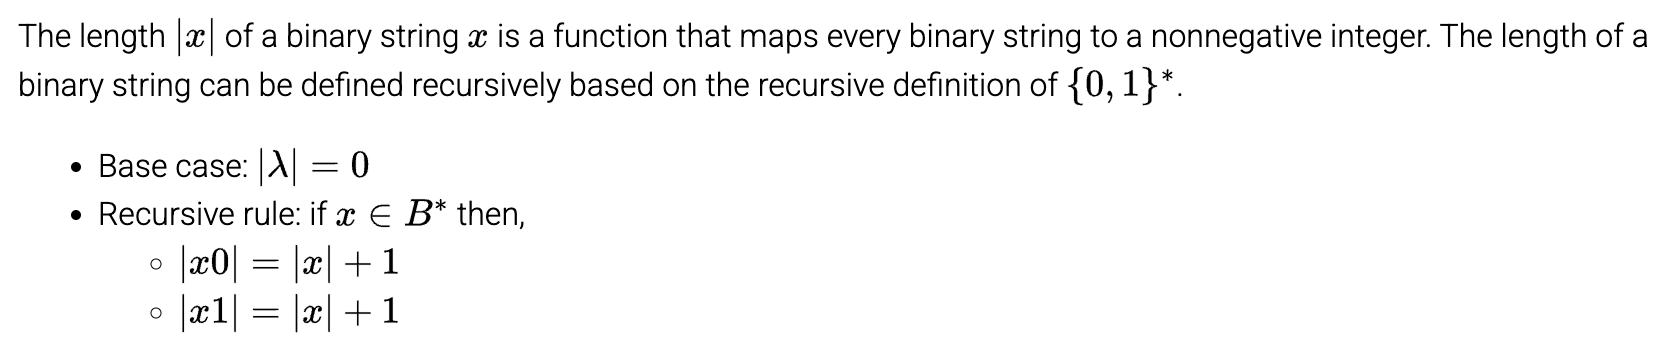 The length |x| of a binary string x is a function that maps every binary string to a nonnegative integer. The length of a
binary string can be defined recursively based on the recursive definition of {0, 1}*.
• Base case: |λ| = 0
• Recursive rule: if x ∈ B* then,
○ |x0| = |x| + 1
○ |x1| = |x| + 1